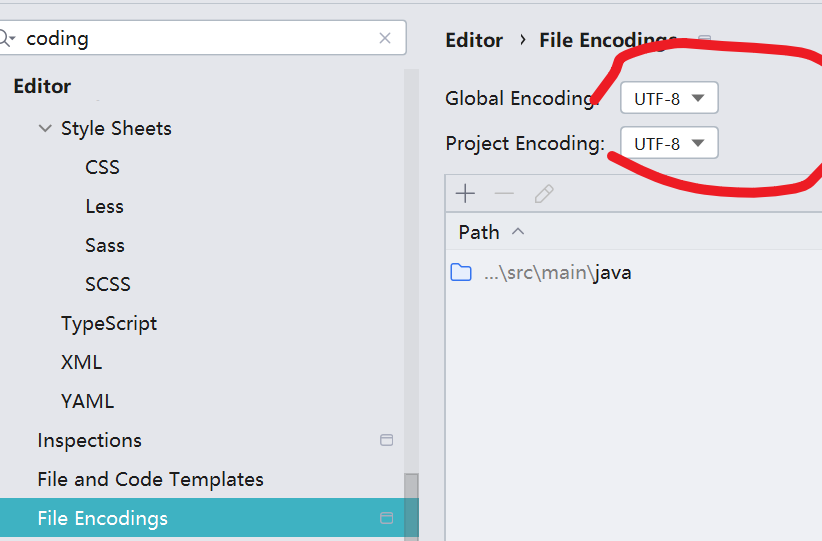 coding
Editor
Style Sheets
CSS
Less
Sass
SCSS
TypeScript
XML
YAML
Inspections
File and Code Templates
File Encodings
Editor › File Encodings
Global Encoding: UTF-8
Project Encoding: UTF-8
Path
...\src\main\java